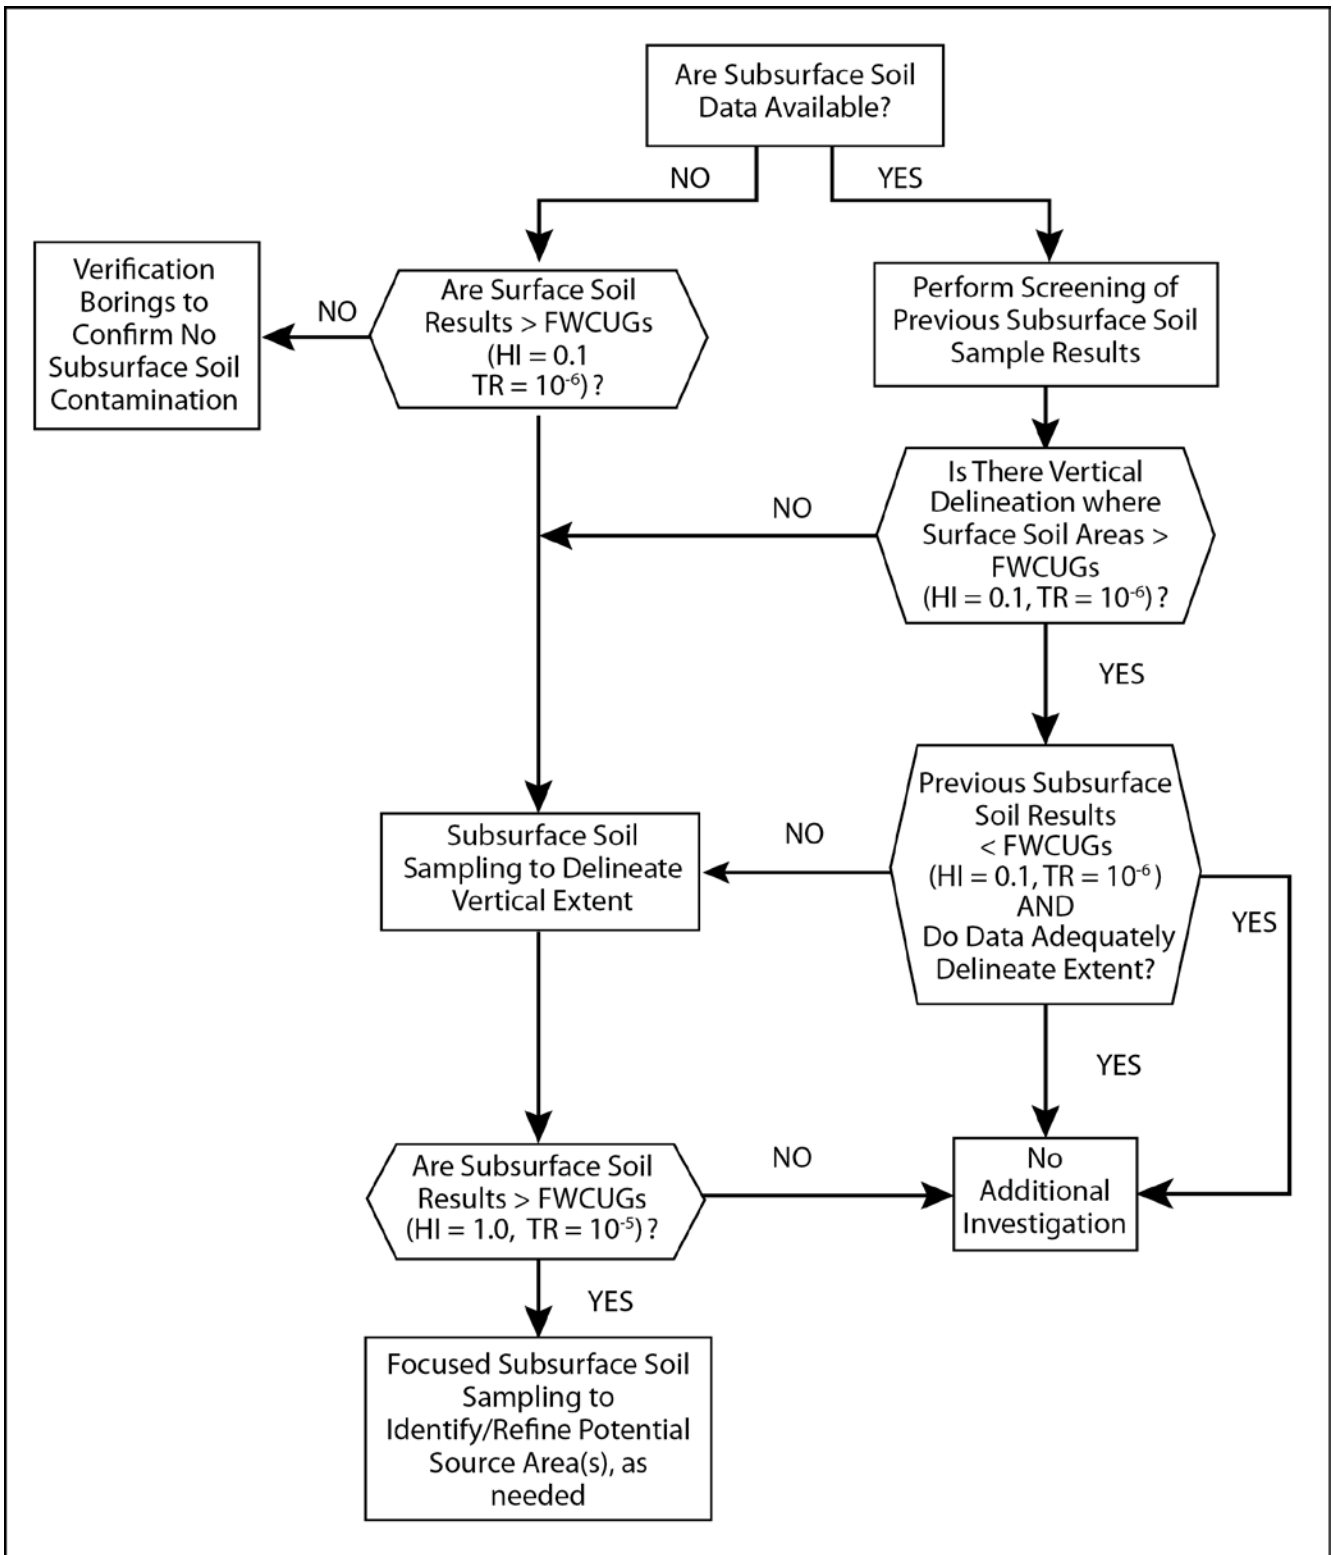 Are Subsurface Soil
Data Available?
NO
YES
Verification
Borings to
Confirm No
Subsurface Soil
Contamination
NO
Are Surface Soil
Results > FWCUGs
(HI = 0.1
TR = 10⁻⁶) ?
Perform Screening of
Previous Subsurface Soil
Sample Results
NO
Is There Vertical
Delineation where
Surface Soil Areas >
FWCUGs
(HI = 0.1, TR = 10⁻⁶) ?
YES
Subsurface Soil
Sampling to Delineate
Vertical Extent
NO
Previous Subsurface
Soil Results
< FWCUGs
(HI = 0.1, TR = 10⁻⁶)
AND
Do Data Adequately
Delineate Extent?
YES
YES
Are Subsurface Soil
Results > FWCUGs
(HI = 1.0, TR = 10⁻⁵) ?
NO
No
Additional
Investigation
YES
Focused Subsurface Soil
Sampling to
Identify/Refine Potential
Source Area(s), as
needed